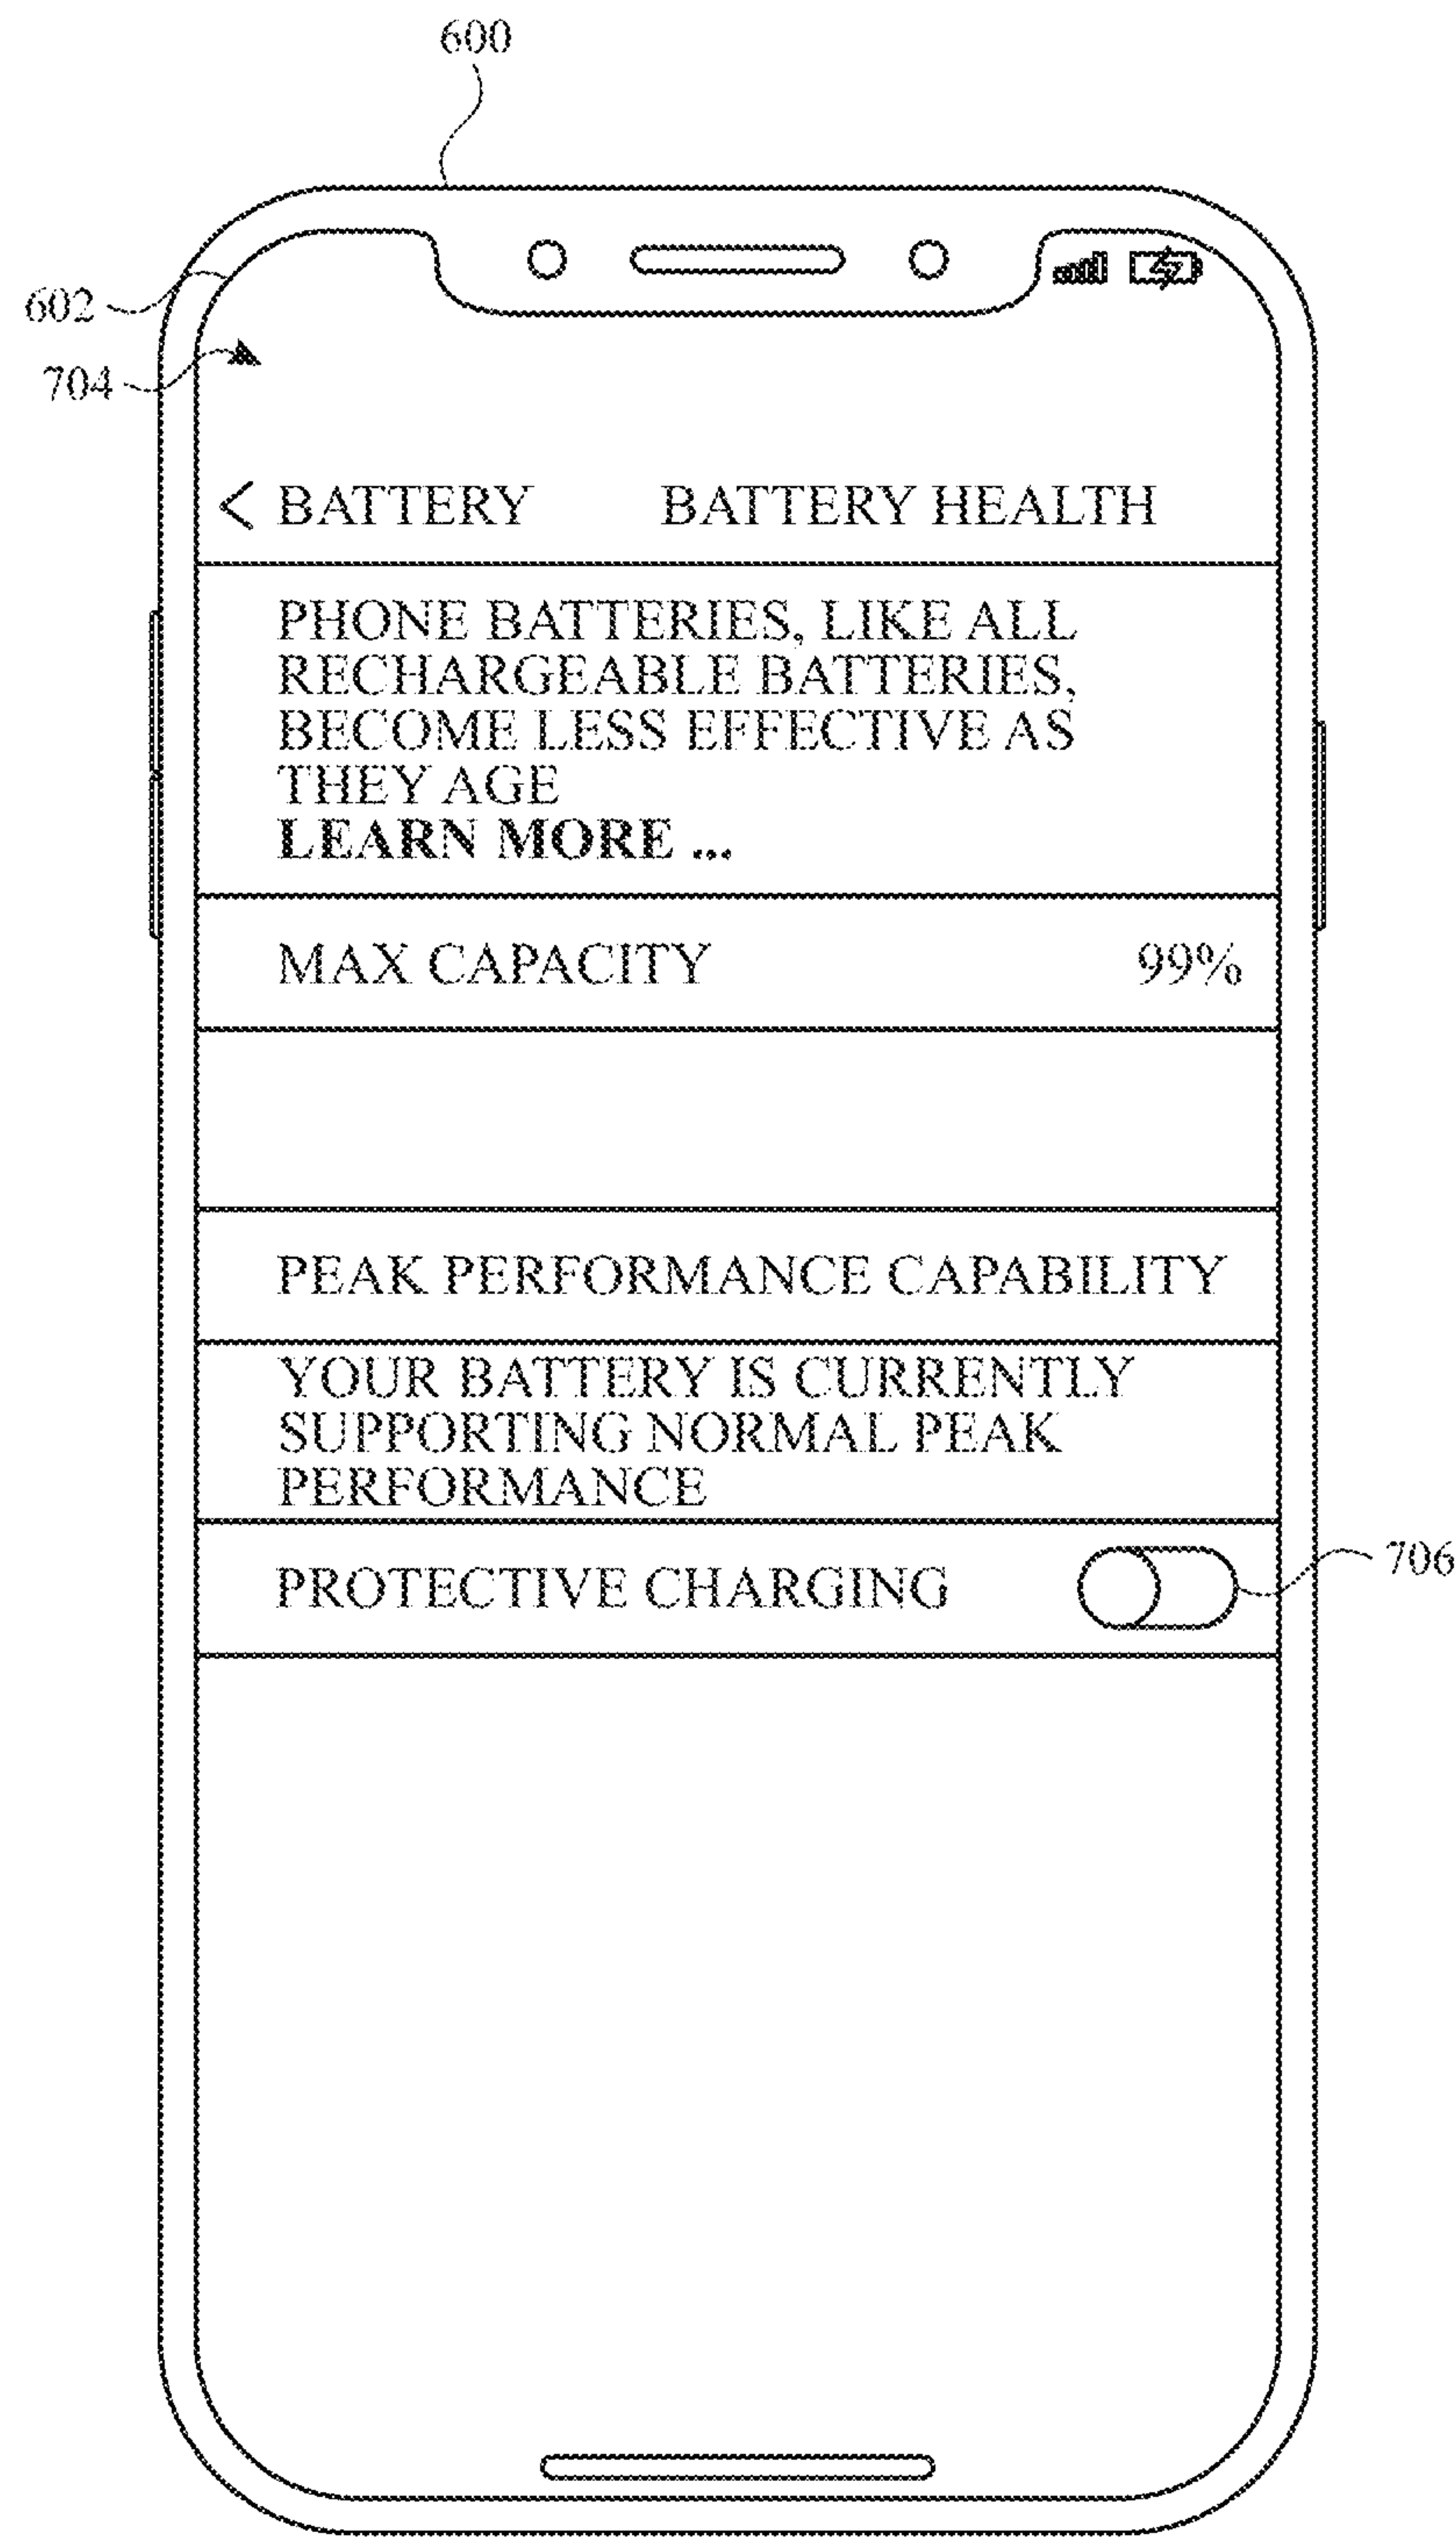 600
602
704
< BATTERY BATTERY HEALTH
PHONE BATTERIES, LIKE ALL
RECHARGEABLE BATTERIES,
BECOME LESS EFFECTIVE AS
THEY AGE
LEARN MORE ...
MAX CAPACITY 99%
PEAK PERFORMANCE CAPABILITY
YOUR BATTERY IS CURRENTLY
SUPPORTING NORMAL PEAK
PERFORMANCE
PROTECTIVE CHARGING
706